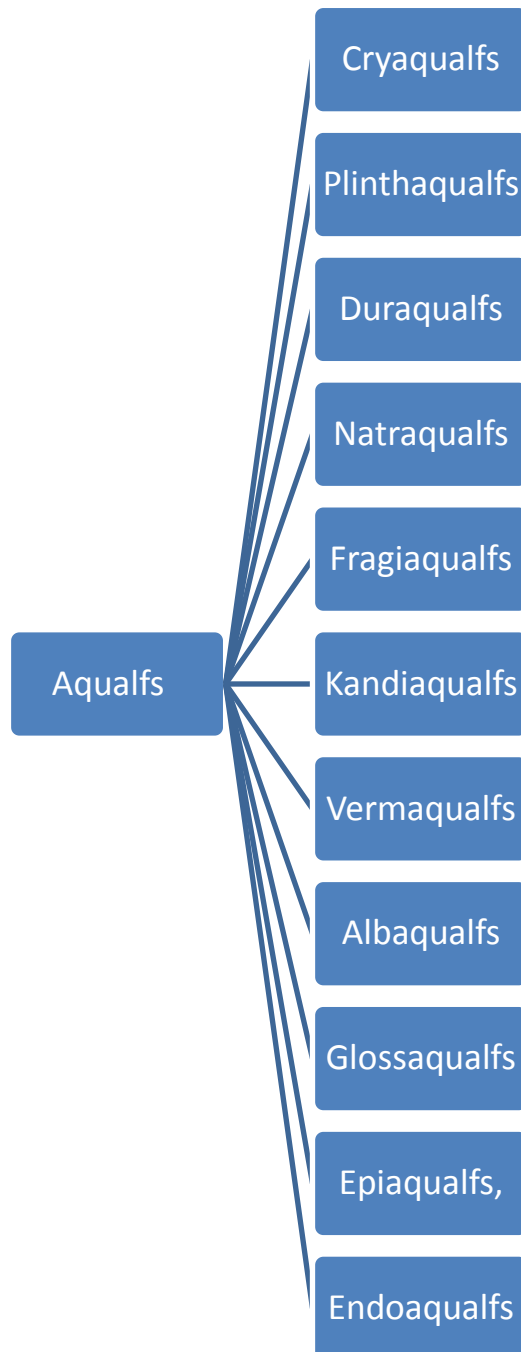 Cryaqualfs
Plinthaqualfs
Duraqualfs
Natraqualfs
Fragiaqualfs
Aqualfs
Kandiaqualfs
Vermaqualfs
Albaqualfs
Glossaqualfs
Epiaqualfs,
Endoaqualfs